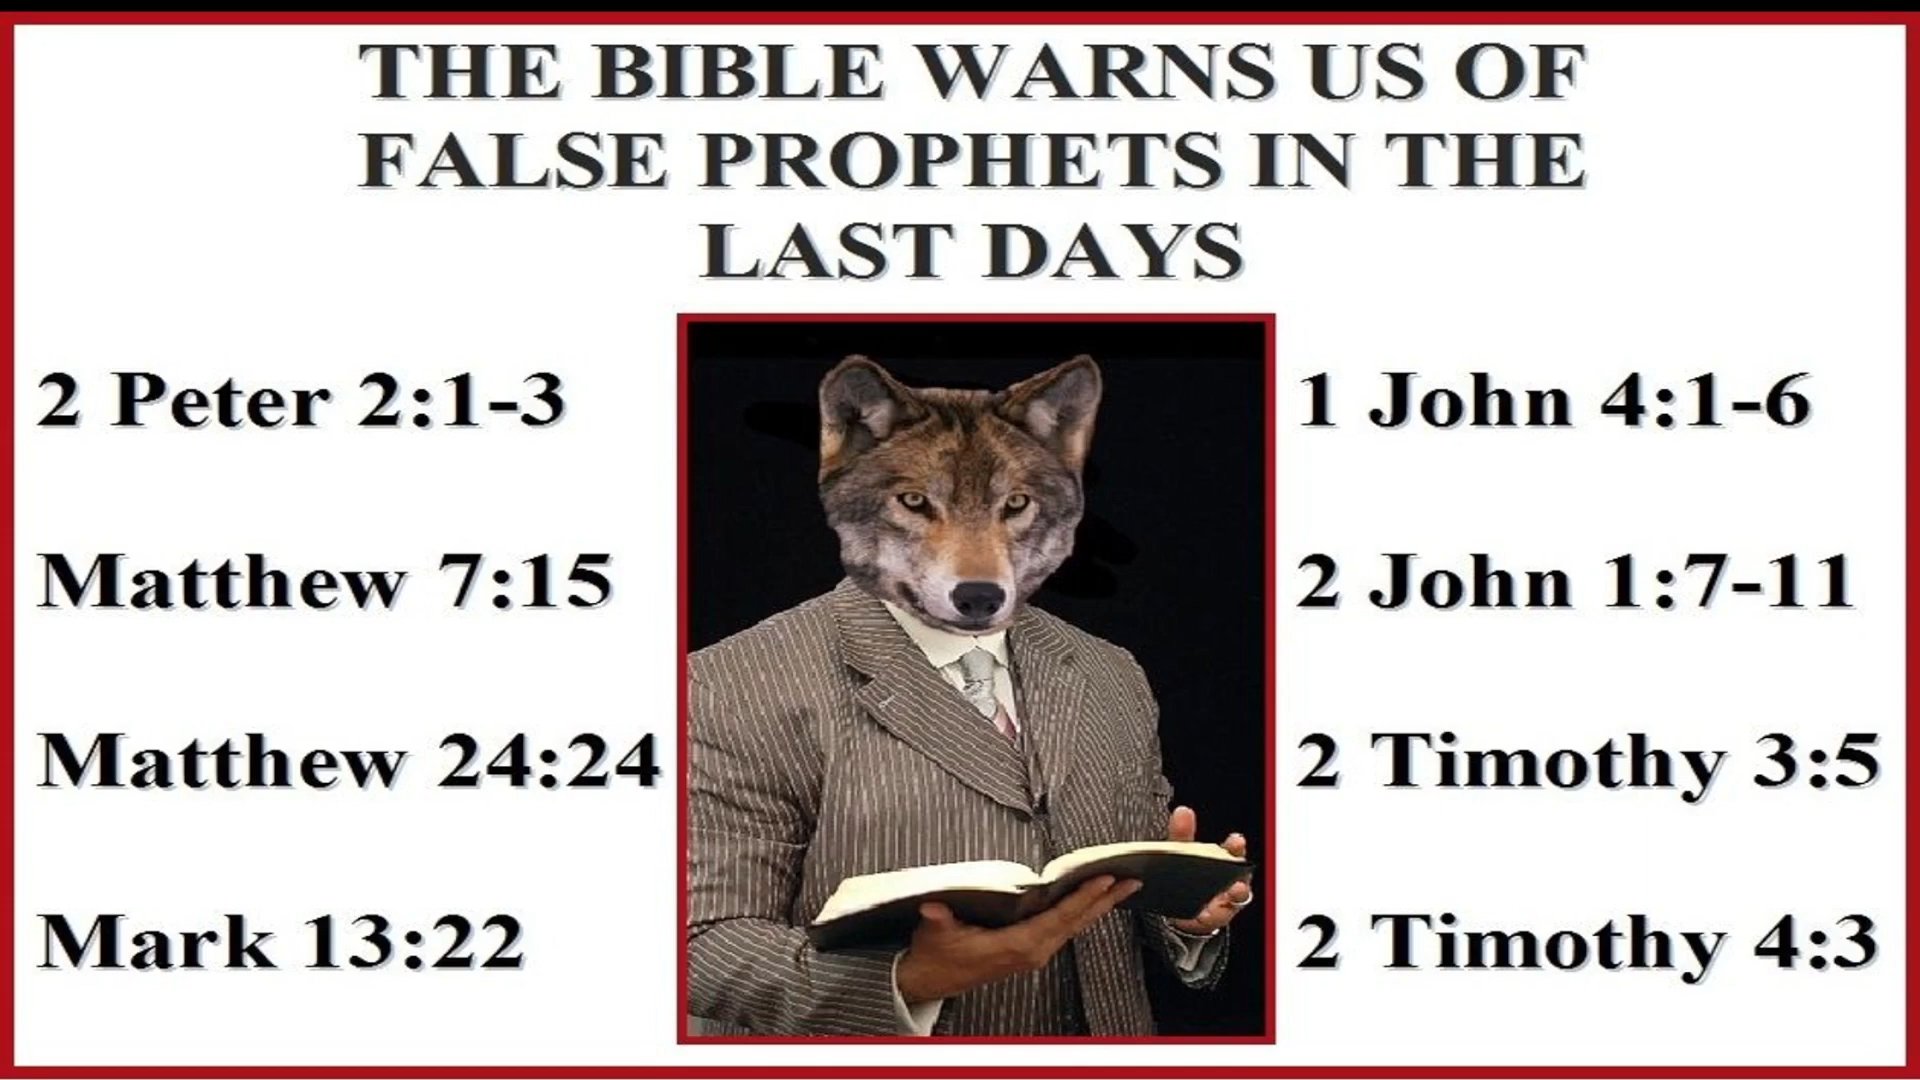 THE BIBLE WARNS US OF
FALSE PROPHETS IN THE
LAST DAYS
2 Peter 2:1-3
Matthew 7:15
Matthew 24:24
Mark 13:22
1 John 4:1-6
2 John 1:7-11
2 Timothy 3:5
2 Timothy 4:3